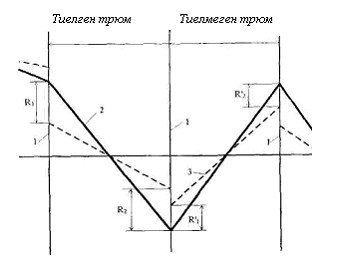 Тиелген трюм
Тиелмеген трюм
R₁
2
1
R'₂
1
3
1
R₂
R'₁